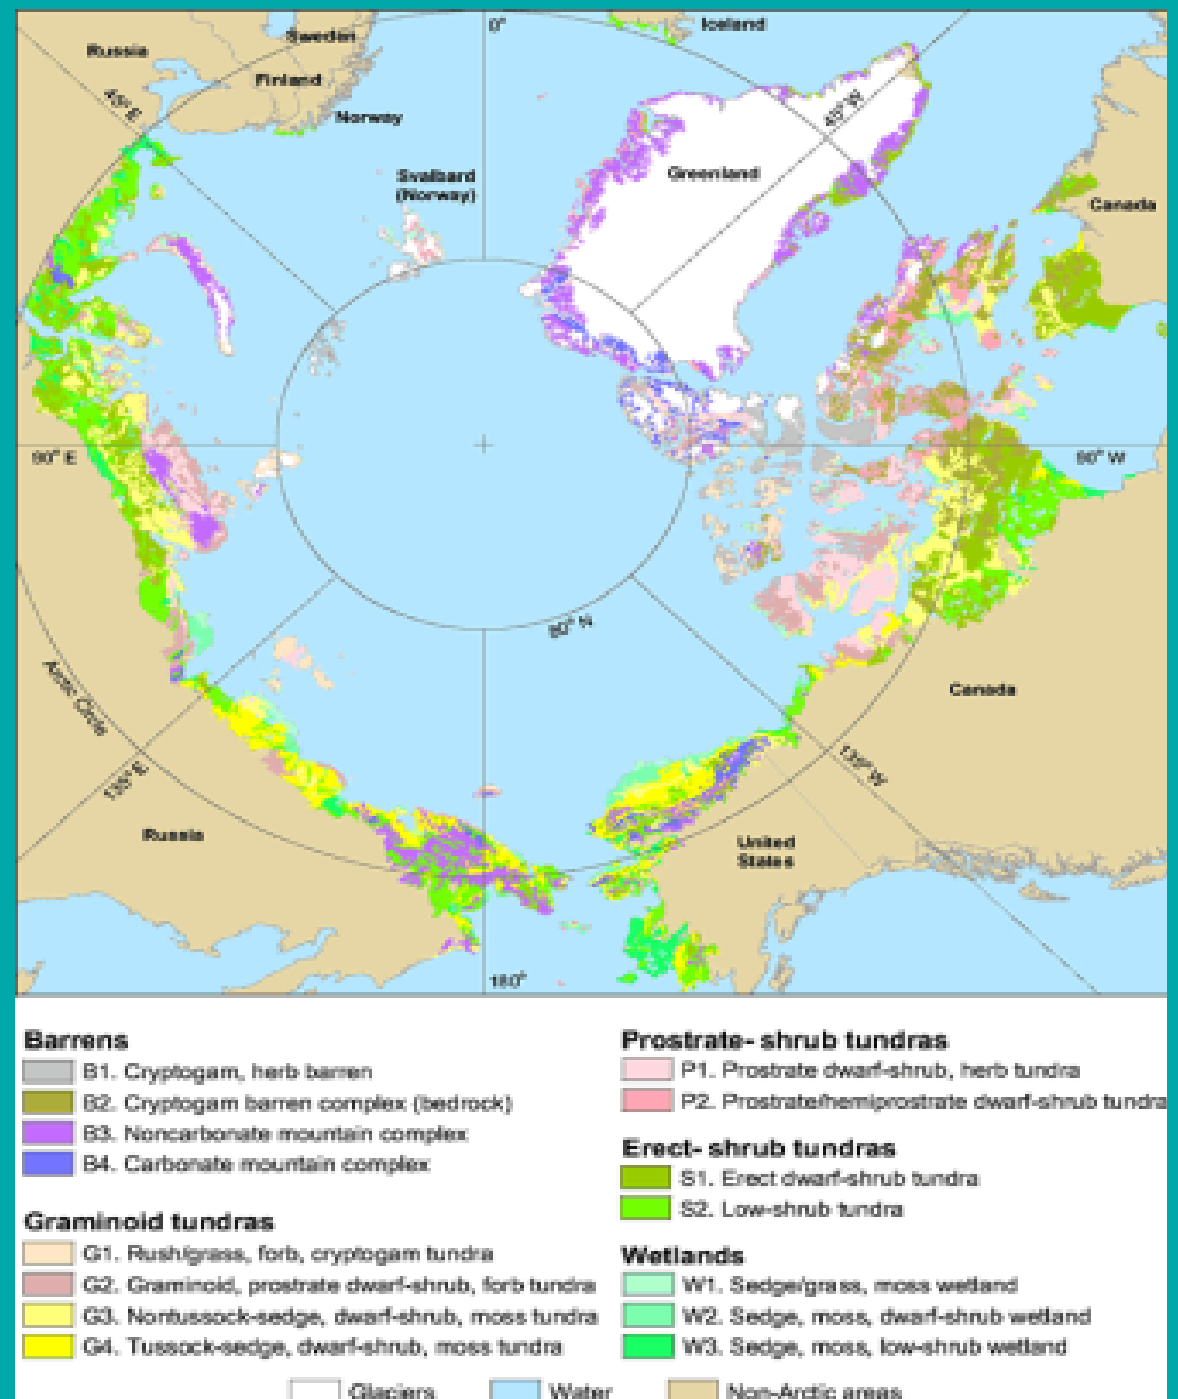 0°
Iceland
Sweden
Russia
Finland
45° E
Norway
45° W
Greenland
Svalbard
(Norway)
Canada
90° E
90° W
80° N
Arctic Circle
Canada
135° E
135° W
Russia
United
States
180°
Barrens
B1. Cryptogam, herb barren
B2. Cryptogam barren complex (bedrock)
B3. Noncarbonate mountain complex
B4. Carbonate mountain complex
Graminoid tundras
G1. Rush/grass, forb, cryptogam tundra
G2. Graminoid, prostrate dwarf-shrub, forb tundra
G3. Nontussock-sedge, dwarf-shrub, moss tundra
G4. Tussock-sedge, dwarf-shrub, moss tundra
Prostrate- shrub tundras
P1. Prostrate dwarf-shrub, herb tundra
P2. Prostrate/hemiprostrate dwarf-shrub tundra
Erect- shrub tundras
S1. Erect dwarf-shrub tundra
S2. Low-shrub tundra
Wetlands
W1. Sedge/grass, moss wetland
W2. Sedge, moss, dwarf-shrub wetland
W3. Sedge, moss, low-shrub wetland
Glaciers
Water
Non-Arctic areas